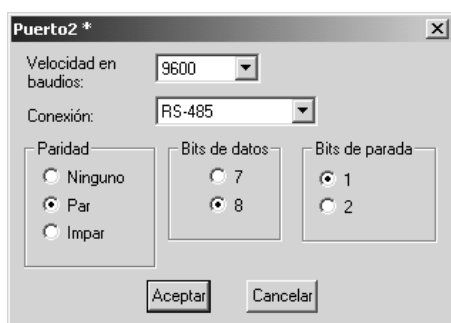 Puerto2 *
Velocidad en
baudios:
9600
Conexión:
RS-485
Paridad
Ninguno
Par
Impar
Bits de datos
7
8
Bits de parada
1
2
Aceptar
Cancelar